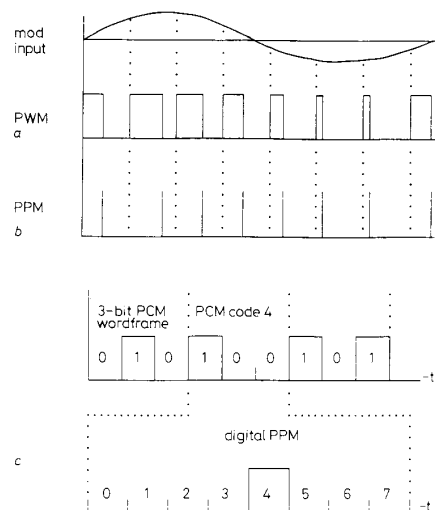 mod
input
PWM
a
PPM
b
3-bit PCM
wordframe
PCM code 4
0 1 0 1 0 0 1 0 1
-t
digital PPM
c
0 1 2 3 4 5 6 7
-t